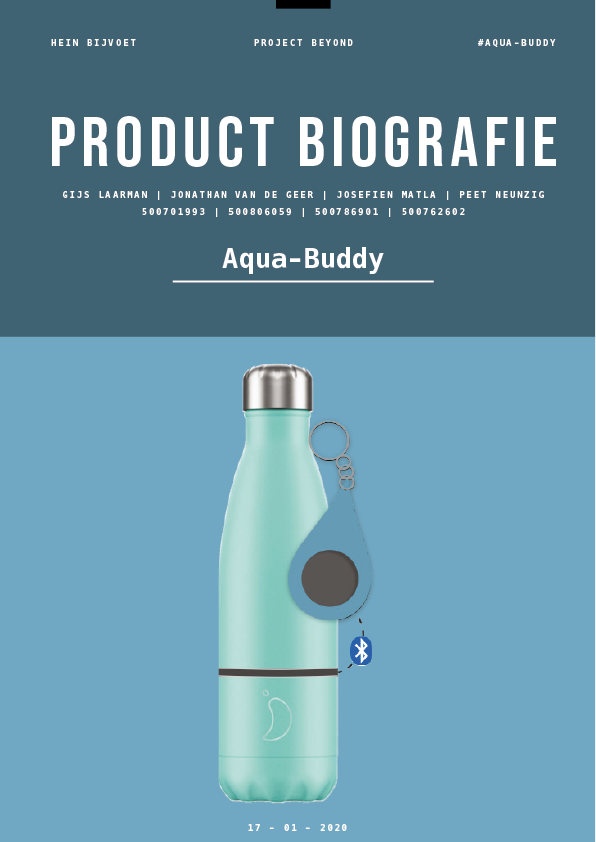 HEIN BIJVOET PROJECT BEYOND #AQUA-BUDDY
PRODUCT BIOGRAFIE
GIJS LAARMAN | JONATHAN VAN DE GEER | JOSEFIEN MATLA | PEET NEUNZIG
500701993 | 500806059 | 500786901 | 500762602
Aqua-Buddy
17 - 01 - 2020